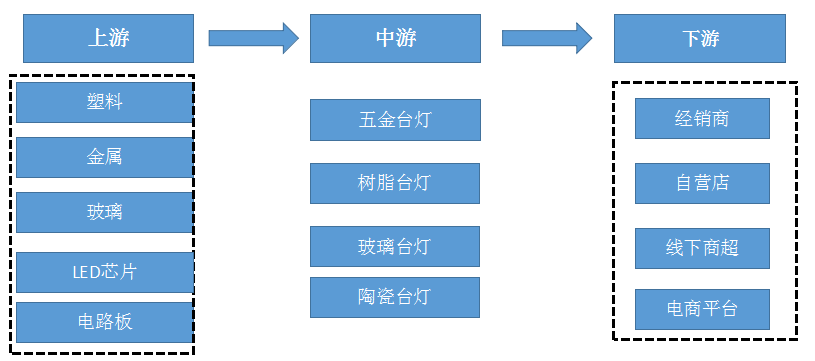 上游
中游
下游
塑料
金属
玻璃
LED芯片
电路板
五金台灯
树脂台灯
玻璃台灯
陶瓷台灯
经销商
自营店
线下商超
电商平台